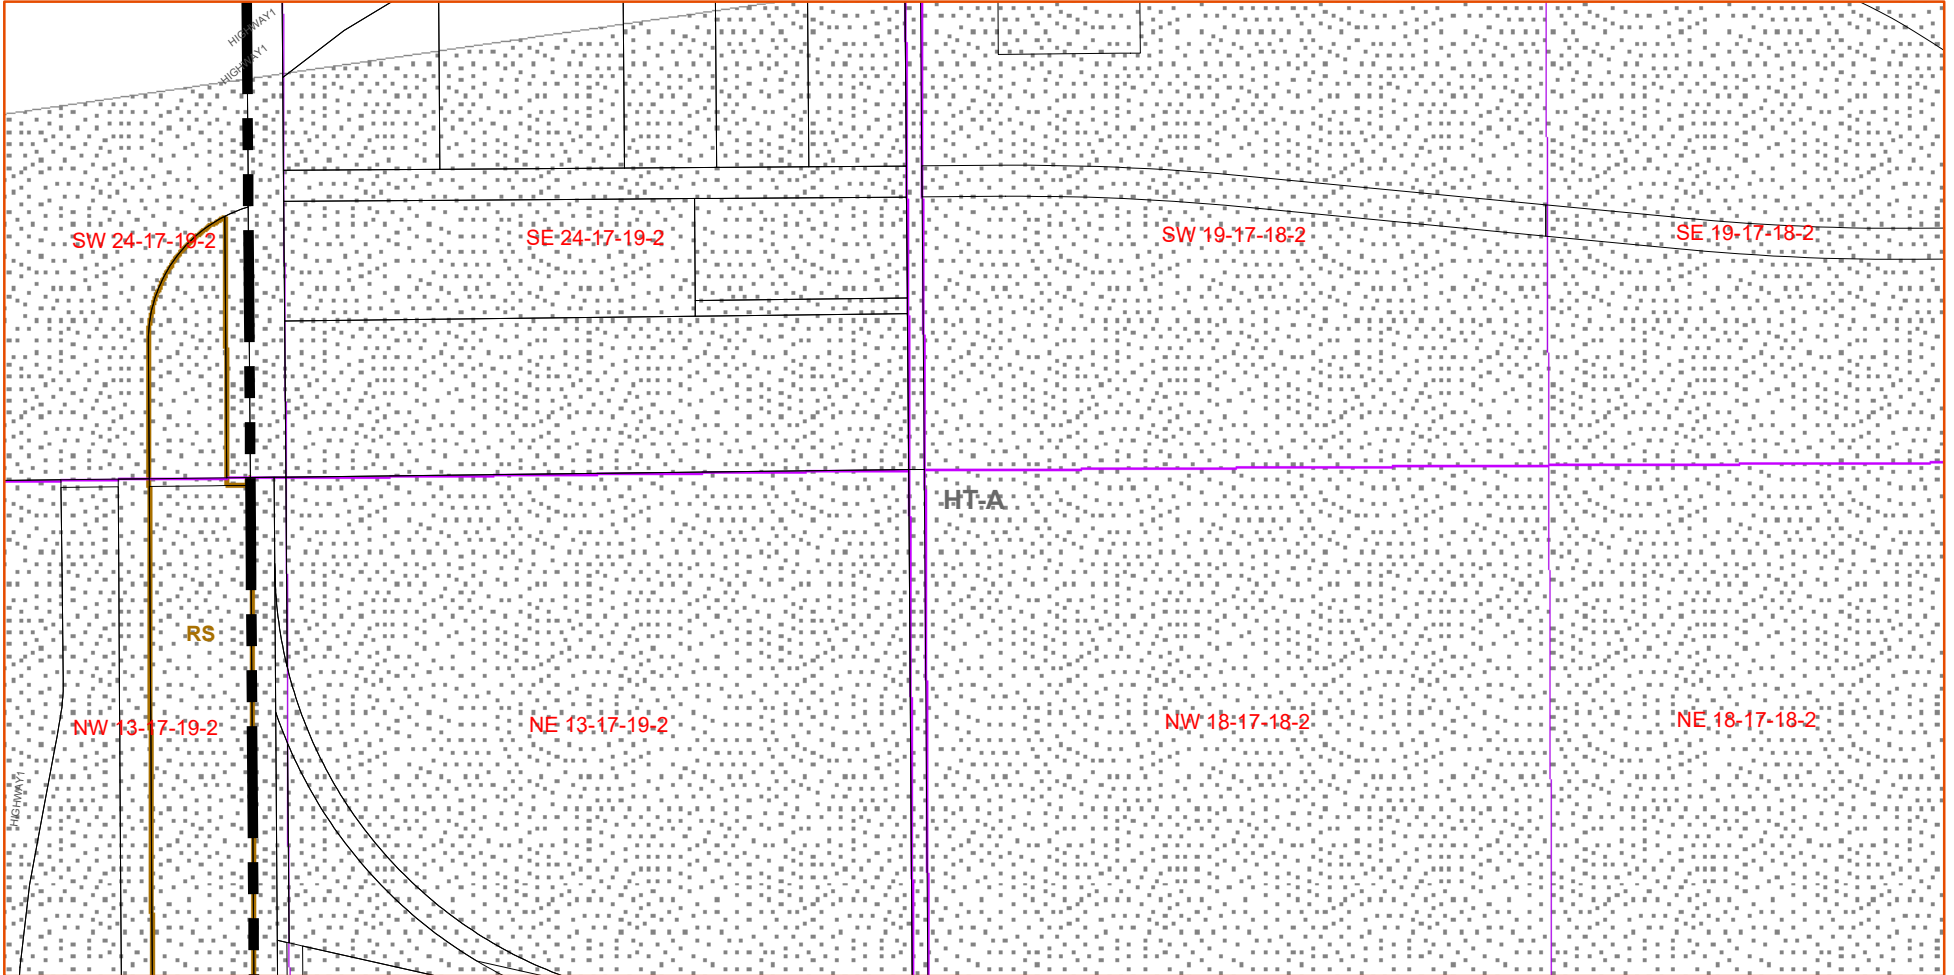 HIGHWAY1
HIGHWAY1
SW 24-17-19-2
SE 24-17-19-2
SW 19-17-18-2
SE 19-17-18-2
HT-A
RS
NW 13-17-19-2
NE 13-17-19-2
NW 18-17-18-2
NE 18-17-18-2
HIGHWAY1